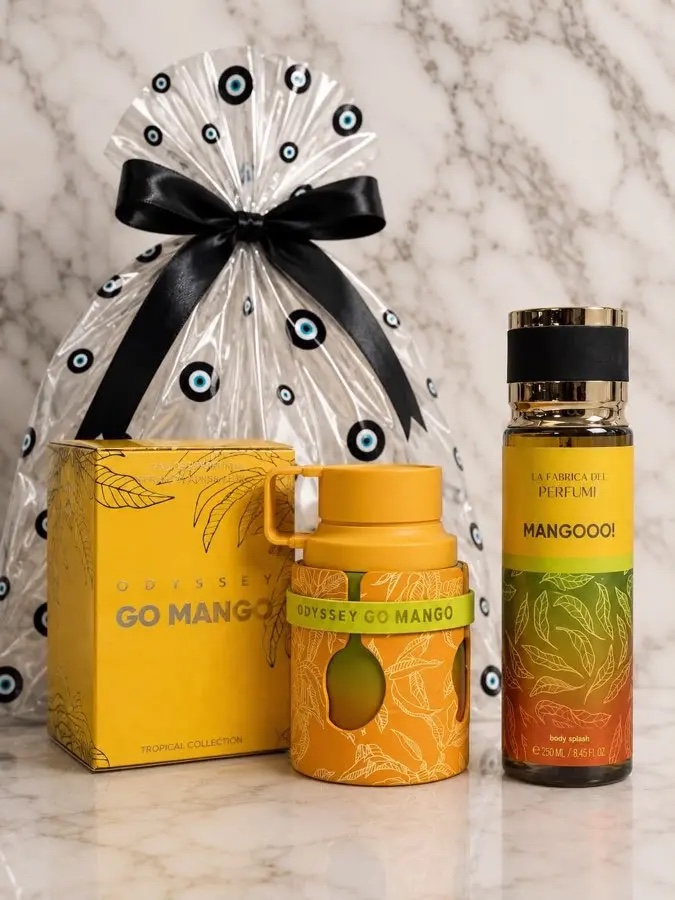 ODYSSEY
GO MANGO
TROPICAL COLLECTION
ODYSSEY GO MANGO
LA FABRICA DEL
PERFUMI
MANGOOO!
body splash
e 250 ML / 8.45 FL OZ